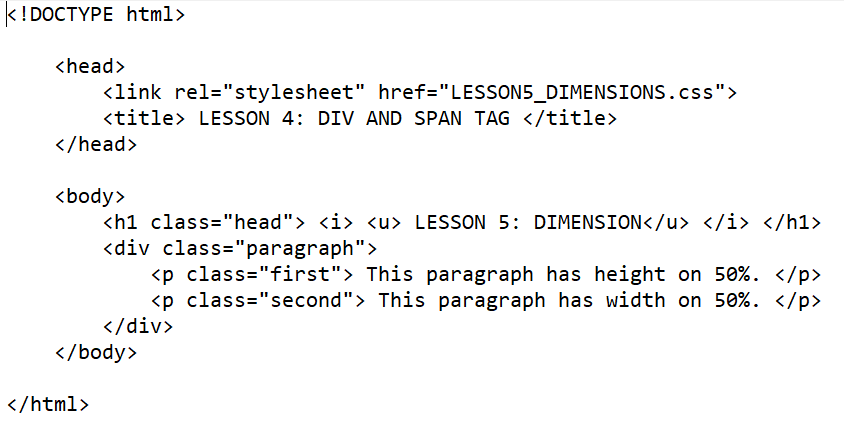 <!DOCTYPE html>
<head>
<link rel="stylesheet" href="LESSON5_DIMENSIONS.css">
<title> LESSON 4: DIV AND SPAN TAG </title>
</head>
<body>
<h1 class="head"> <i> <u> LESSON 5: DIMENSION</u> </i> </h1>
<div class="paragraph">
<p class="first"> This paragraph has height on 50%. </p>
<p class="second"> This paragraph has width on 50%. </p>
</div>
</body>
</html>